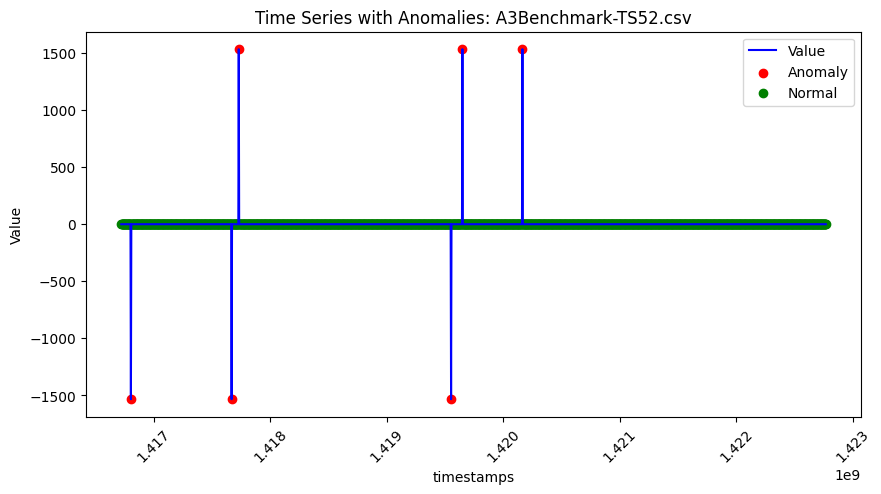 Time Series with Anomalies: A3Benchmark-TS52.csv
Value
Anomaly
Normal
1500
1000
500
0
−500
−1000
−1500
Value
1.417
1.418
1.419
1.420
1.421
1.422
1.423
1e9
timestamps